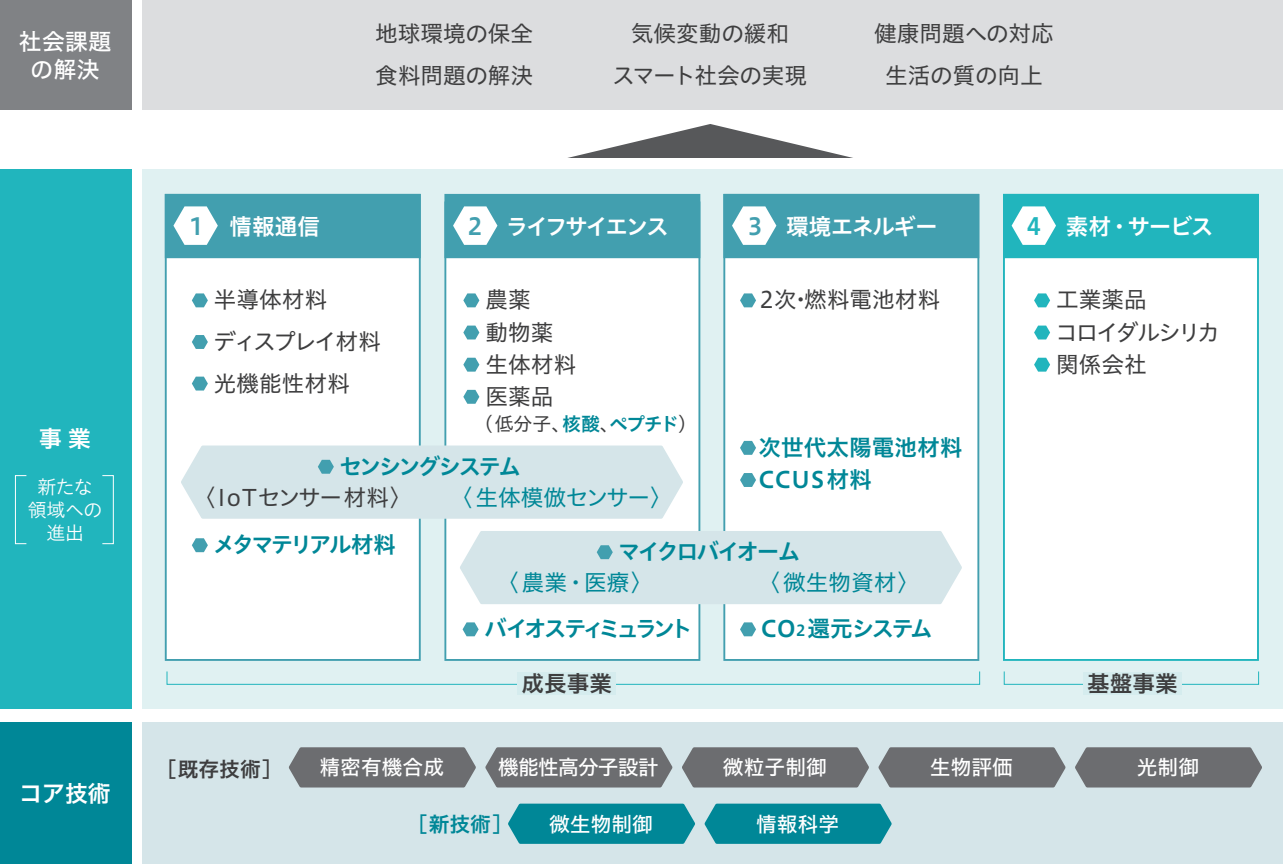 社会課題
の解決
地球環境の保全 気候変動の緩和 健康問題への対応
食料問題の解決 スマート社会の実現 生活の質の向上
事業
新たな
領域への
進出
1 情報通信
半導体材料
ディスプレイ材料
光機能性材料
2 ライフサイエンス
農薬
動物薬
生体材料
医薬品
（低分子、核酸、ペプチド）
3 環境エネルギー
2次・燃料電池材料
次世代太陽電池材料
CCUS材料
4 素材・サービス
工業薬品
コロイダルシリカ
関係会社
センシングシステム
〈IoTセンサー材料〉 〈生体模倣センサー〉
メタマテリアル材料
マイクロバイオーム
〈農業・医療〉 〈微生物資材〉
バイオスティミュラント
CO2還元システム
成長事業
基盤事業
コア技術
［既存技術］ 精密有機合成 機能性高分子設計 微粒子制御 生物評価 光制御
［新技術］ 微生物制御 情報科学